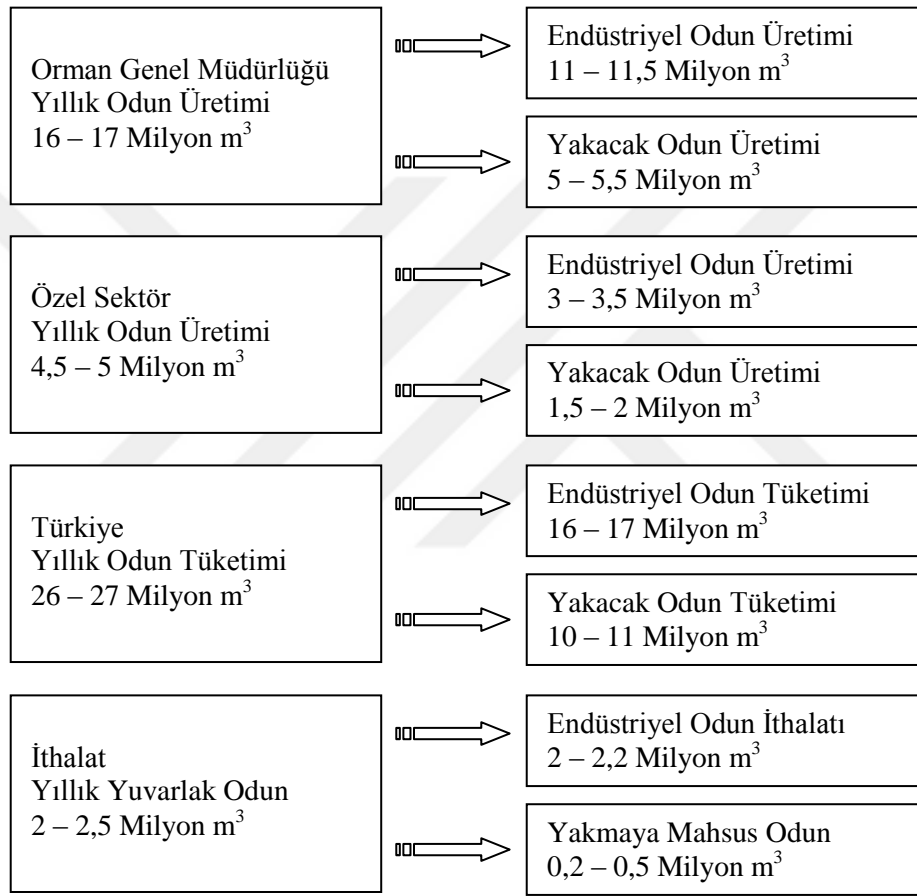 Orman Genel Müdürlüğü
Yıllık Odun Üretimi
16 – 17 Milyon m³
Endüstriyel Odun Üretimi
11 – 11,5 Milyon m³
Yakacak Odun Üretimi
5 – 5,5 Milyon m³
Özel Sektör
Yıllık Odun Üretimi
4,5 – 5 Milyon m³
Endüstriyel Odun Üretimi
3 – 3,5 Milyon m³
Yakacak Odun Üretimi
1,5 – 2 Milyon m³
Türkiye
Yıllık Odun Tüketimi
26 – 27 Milyon m³
Endüstriyel Odun Tüketimi
16 – 17 Milyon m³
Yakacak Odun Tüketimi
10 – 11 Milyon m³
İthalat
Yıllık Yuvarlak Odun
2 – 2,5 Milyon m³
Endüstriyel Odun İthalatı
2 – 2,2 Milyon m³
Yakmaya Mahsus Odun
0,2 – 0,5 Milyon m³